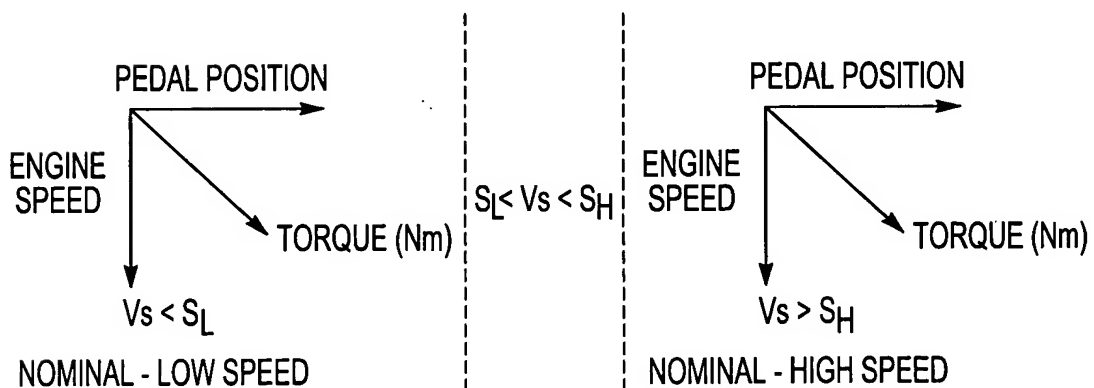 PEDAL POSITION
ENGINE
SPEED
TORQUE (Nm)
Vs < SL
NOMINAL - LOW SPEED
SL< Vs < SH
PEDAL POSITION
ENGINE
SPEED
TORQUE (Nm)
Vs > SH
NOMINAL - HIGH SPEED